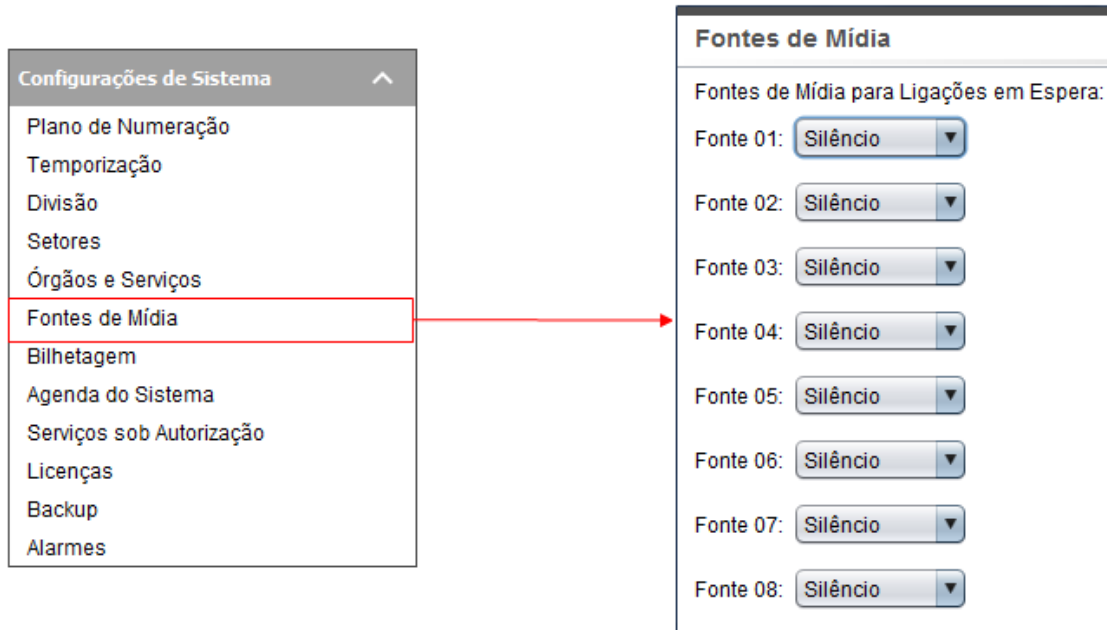 Configurações de Sistema
Plano de Numeração
Temporização
Divisão
Setores
Órgãos e Serviços
Fontes de Mídia
Bilhetagem
Agenda do Sistema
Serviços sob Autorização
Licenças
Backup
Alarmes
Fontes de Mídia
Fontes de Mídia para Ligações em Espera:
Fonte 01: Silêncio
Fonte 02: Silêncio
Fonte 03: Silêncio
Fonte 04: Silêncio
Fonte 05: Silêncio
Fonte 06: Silêncio
Fonte 07: Silêncio
Fonte 08: Silêncio